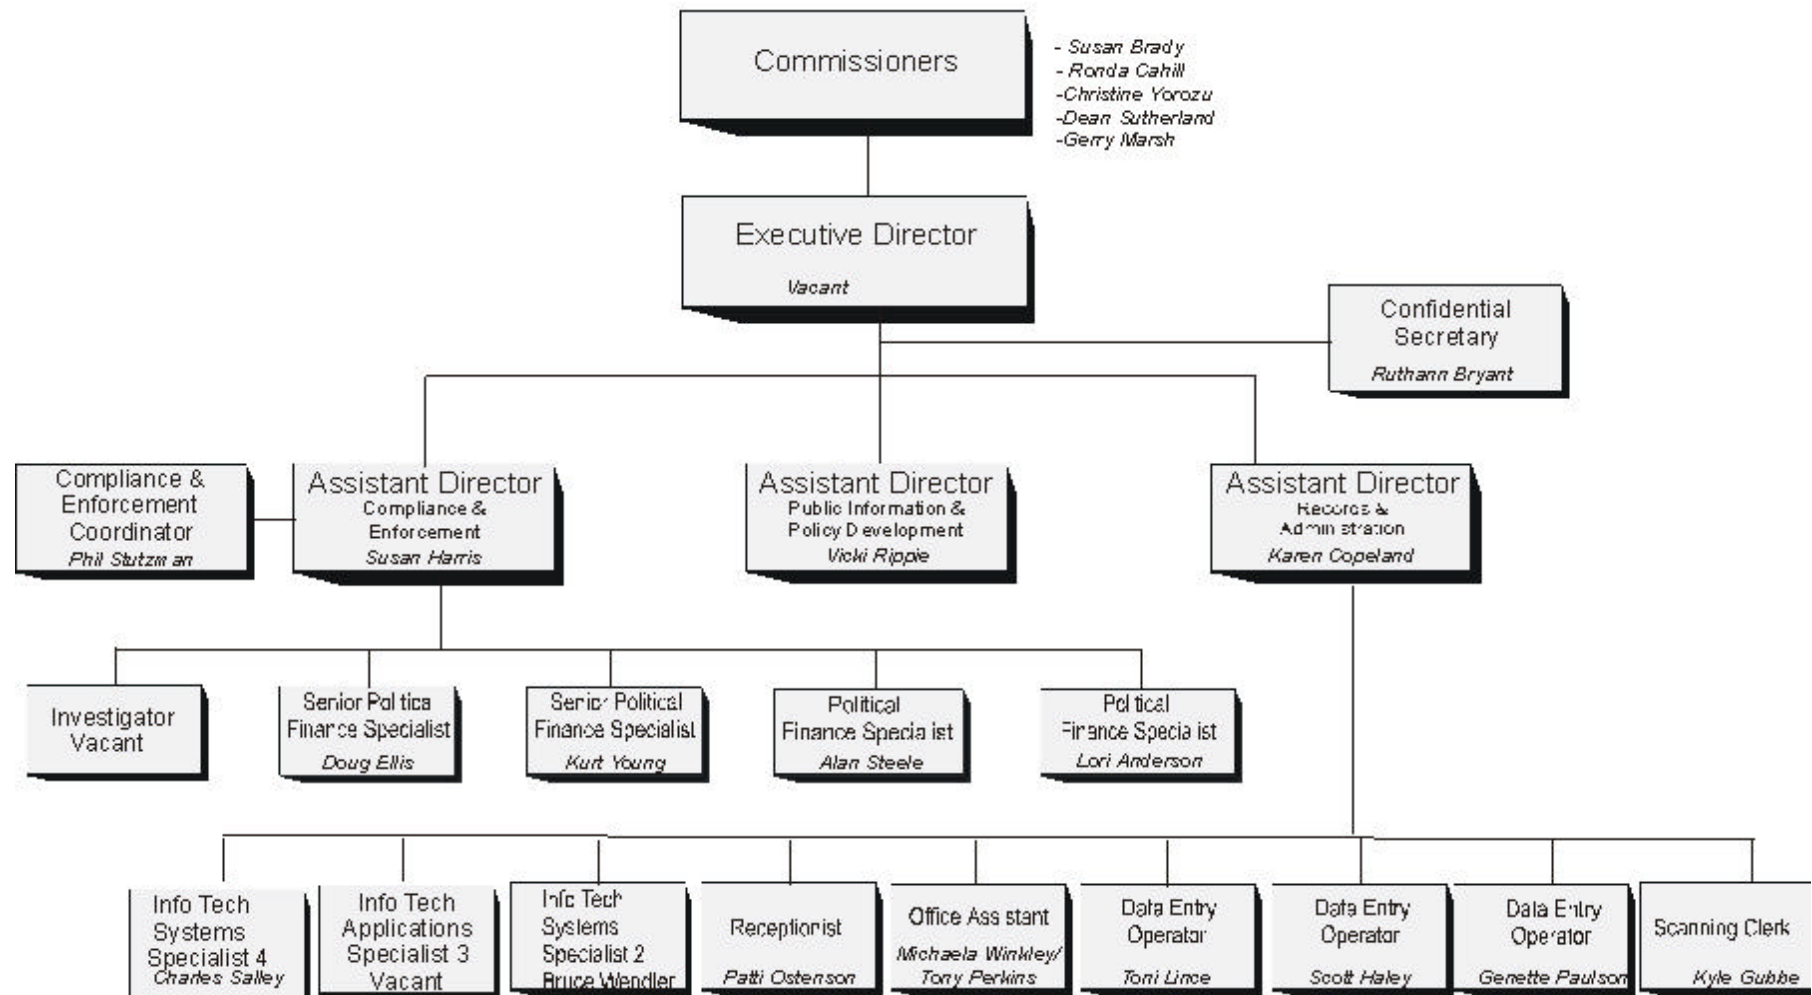 Commissioners
- Susan Brady
- Ronda Cahill
-Christine Yorozu
-Dean Sutherland
-Gerry Marsh
Executive Director
Vacant
Confidential
Secretary
Ruthann Bryant
Compliance &
Enforcement
Coordinator
Phil Stutzman
Assistant Director
Compliance &
Enforcement
Susan Harris
Assistant Director
Public Information &
Policy Development
Vicki Rippie
Assistant Director
Records &
Administration
Karen Copeland
Investigator
Vacant
Senior Political
Finance Specialist
Doug Ellis
Senior Political
Finance Specialist
Kurt Young
Political
Finance Specialist
Alan Steele
Political
Finance Specialist
Lori Anderson
Info Tech
Systems
Specialist 4
Charles Salley
Info Tech
Applications
Specialist 3
Vacant
Info Tech
Systems
Specialist 2
Bruce Wendler
Receptionist
Patti Ostenson
Office Assistant
Michaela Winkley/
Tony Perkins
Data Entry
Operator
Toni Lince
Data Entry
Operator
Scott Haley
Data Entry
Operator
Genette Paulson
Scanning Clerk
Kyle Gubbe